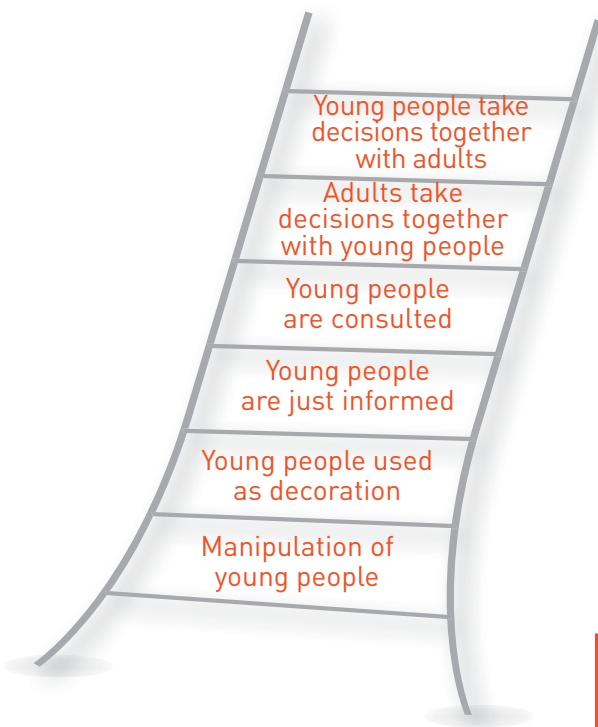 Young people take
decisions together
with adults
Adults take
decisions together
with young people
Young people
are consulted
Young people
are just informed
Young people used
as decoration
Manipulation of
young people